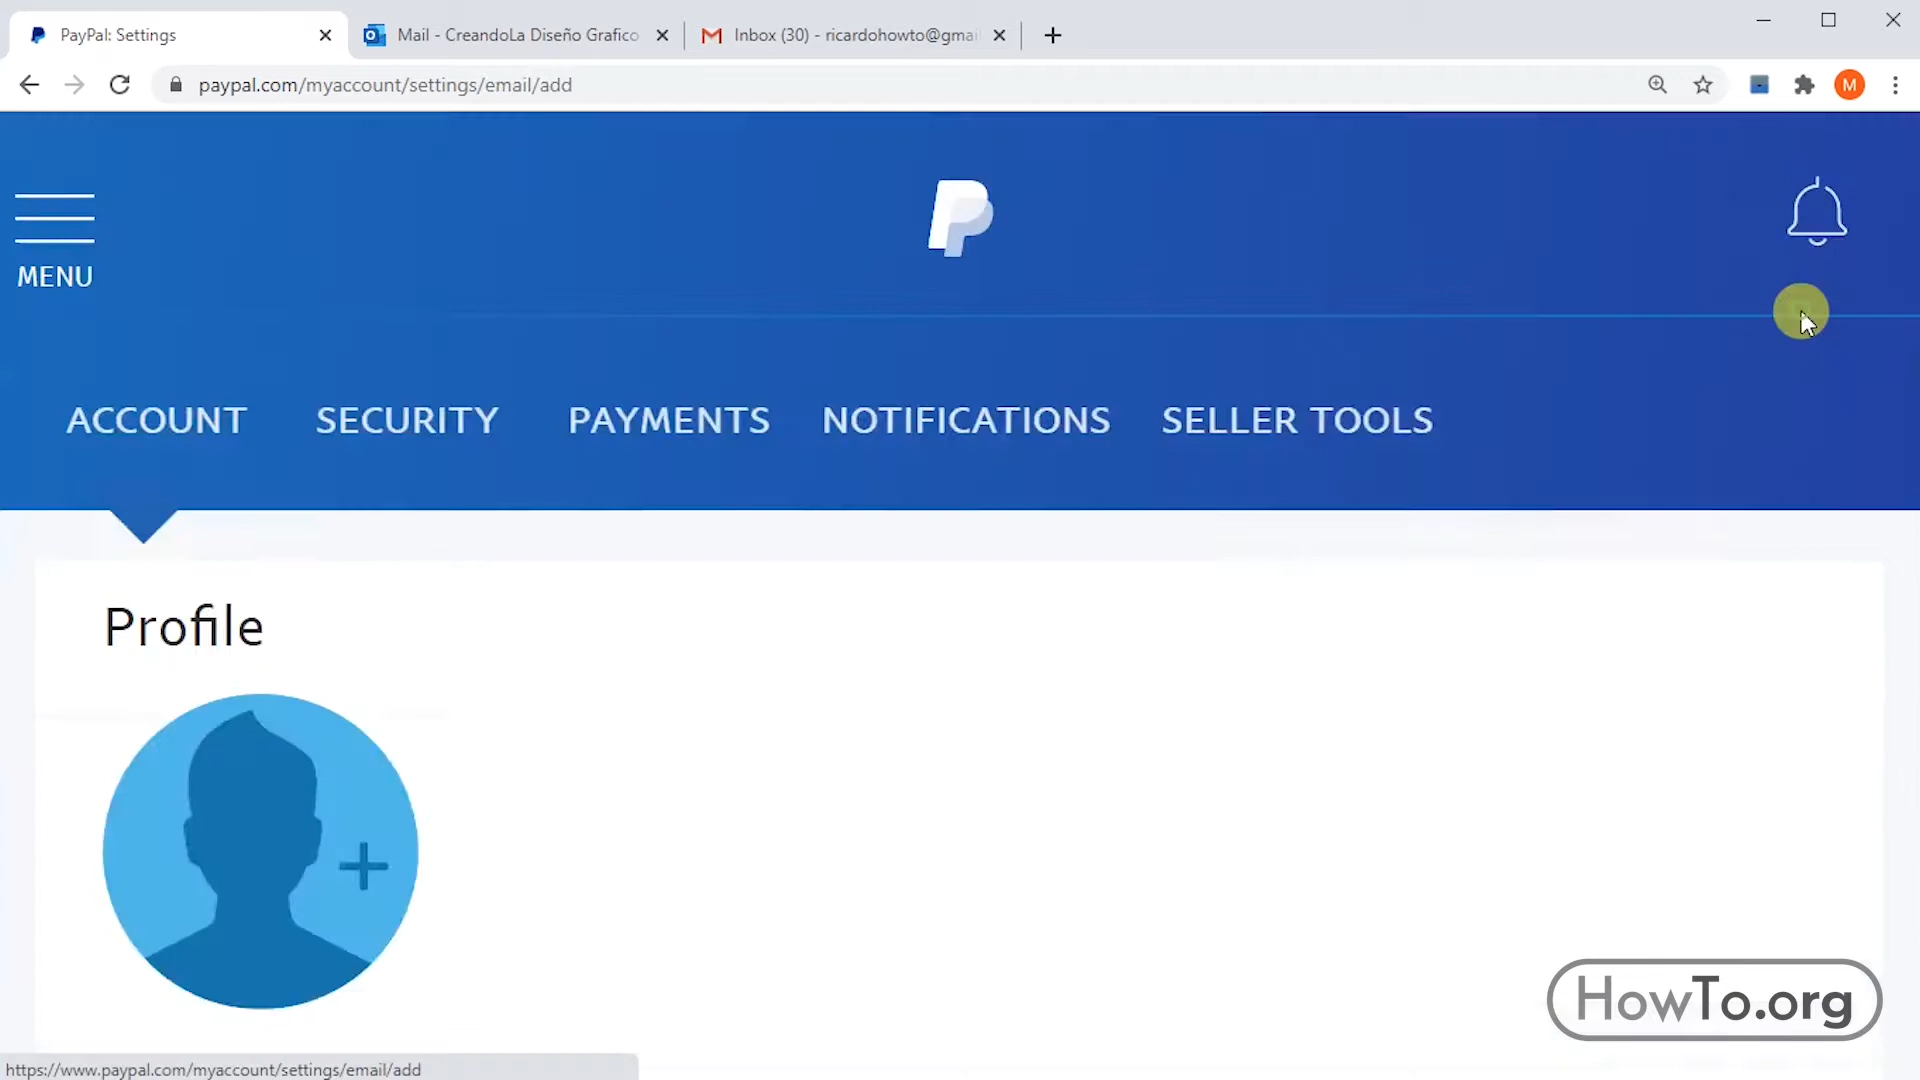 PayPal: Settings
Mail - CreandoLa Diseño Grafico
Inbox (30) - ricardohowto@gmai
paypal.com/myaccount/settings/email/add
M
MENU
ACCOUNT SECURITY PAYMENTS NOTIFICATIONS SELLER TOOLS
Profile
HowTo.org
https://www.paypal.com/myaccount/settings/email/add